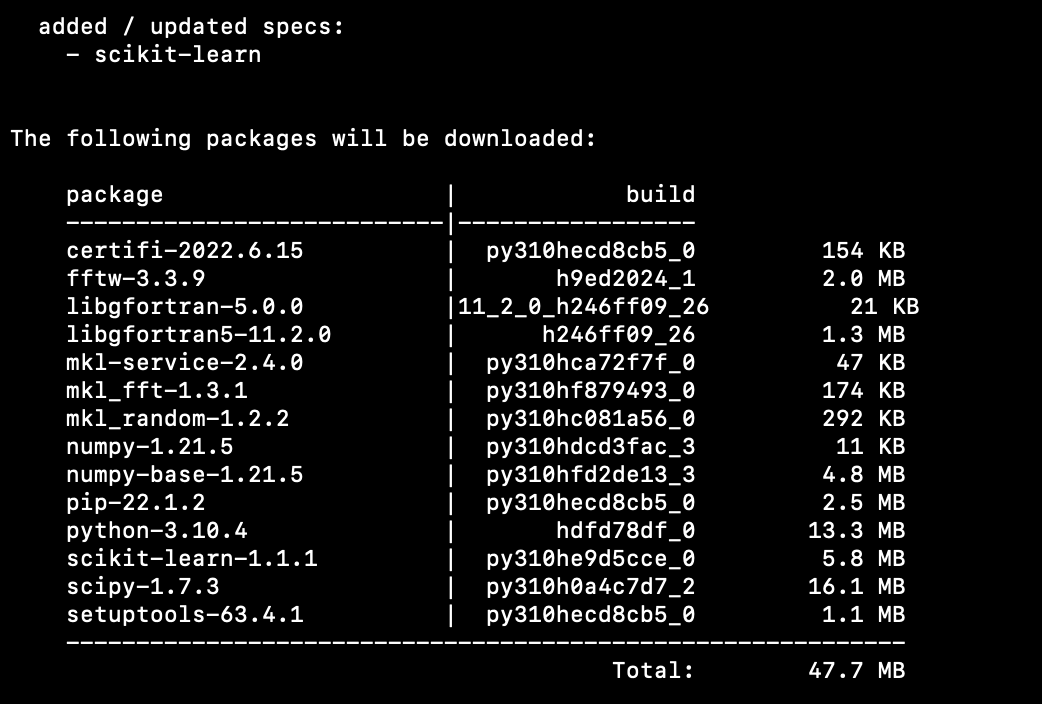 added / updated specs:
- scikit-learn
The following packages will be downloaded:
package | build
---------------------------|-----------------
certifi-2022.6.15 | py310hecd8cb5_0 154 KB
fftw-3.3.9 | h9ed2024_1 2.0 MB
libgfortran-5.0.0 |11_2_0_h246ff09_26 21 KB
libgfortran5-11.2.0 | h246ff09_26 1.3 MB
mkl-service-2.4.0 | py310hca72f7f_0 47 KB
mkl_fft-1.3.1 | py310hf879493_0 174 KB
mkl_random-1.2.2 | py310hc081a56_0 292 KB
numpy-1.21.5 | py310hdcd3fac_3 11 KB
numpy-base-1.21.5 | py310hfd2de13_3 4.8 MB
pip-22.1.2 | py310hecd8cb5_0 2.5 MB
python-3.10.4 | hdfd78df_0 13.3 MB
scikit-learn-1.1.1 | py310he9d5cce_0 5.8 MB
scipy-1.7.3 | py310h0a4c7d7_2 16.1 MB
setuptools-63.4.1 | py310hecd8cb5_0 1.1 MB
------------------------------------------------------------
Total: 47.7 MB